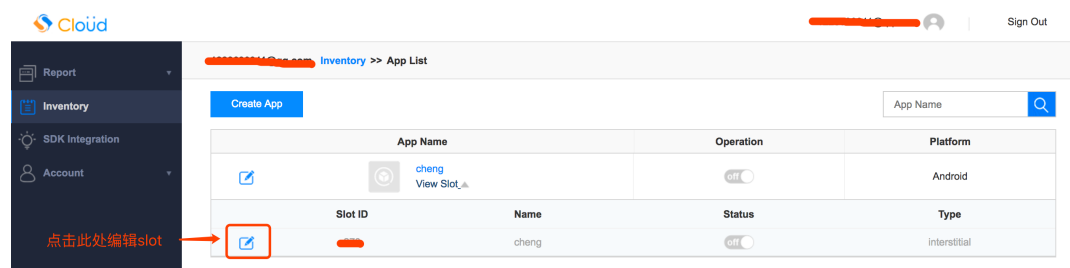 Cloüd
Sign Out
Report
Inventory
SDK Integration
Account
Inventory >> App List
Create App
App Name
App Name Operation Platform
cheng
View Slot
off
Android
Slot ID Name Status Type
点击此处编辑slot
cheng off interstitial